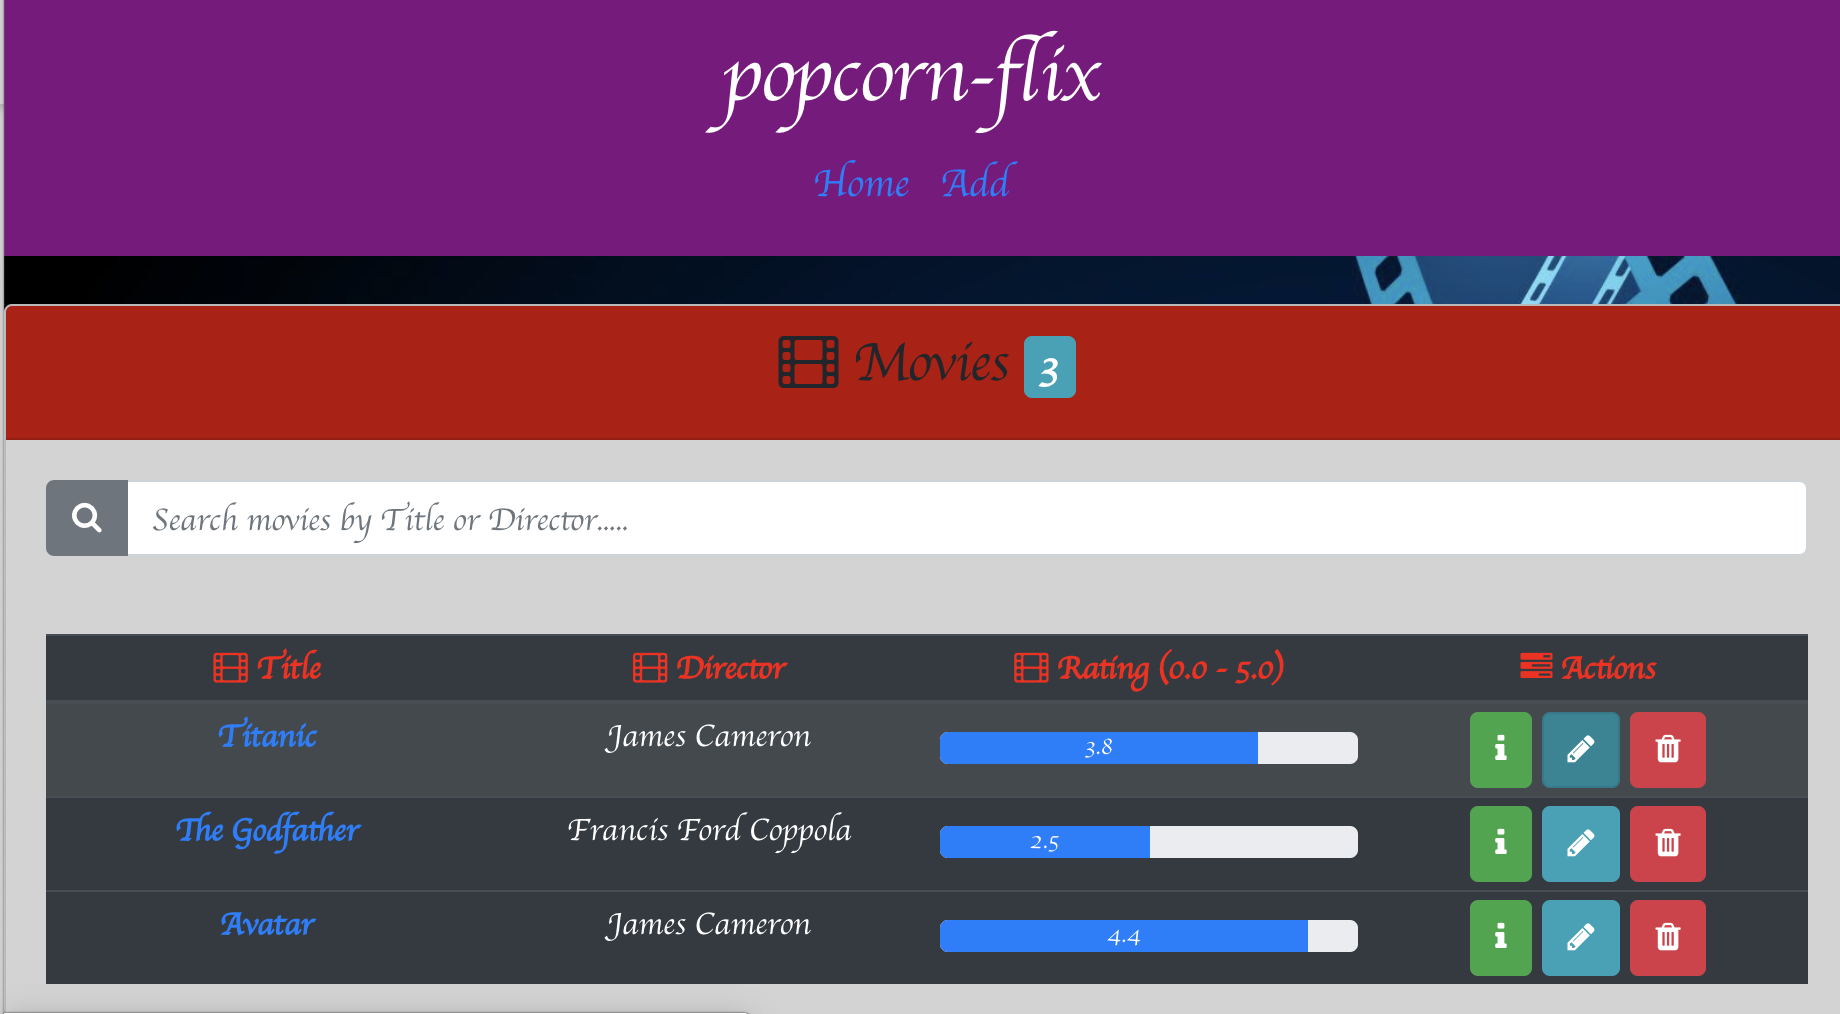 popcorn-flix
Home Add
Movies 3
Search movies by Title or Director.....
Title Director Rating (0.0 - 5.0) Actions
Titanic James Cameron 3.8
The Godfather Francis Ford Coppola 2.5
Avatar James Cameron 4.4